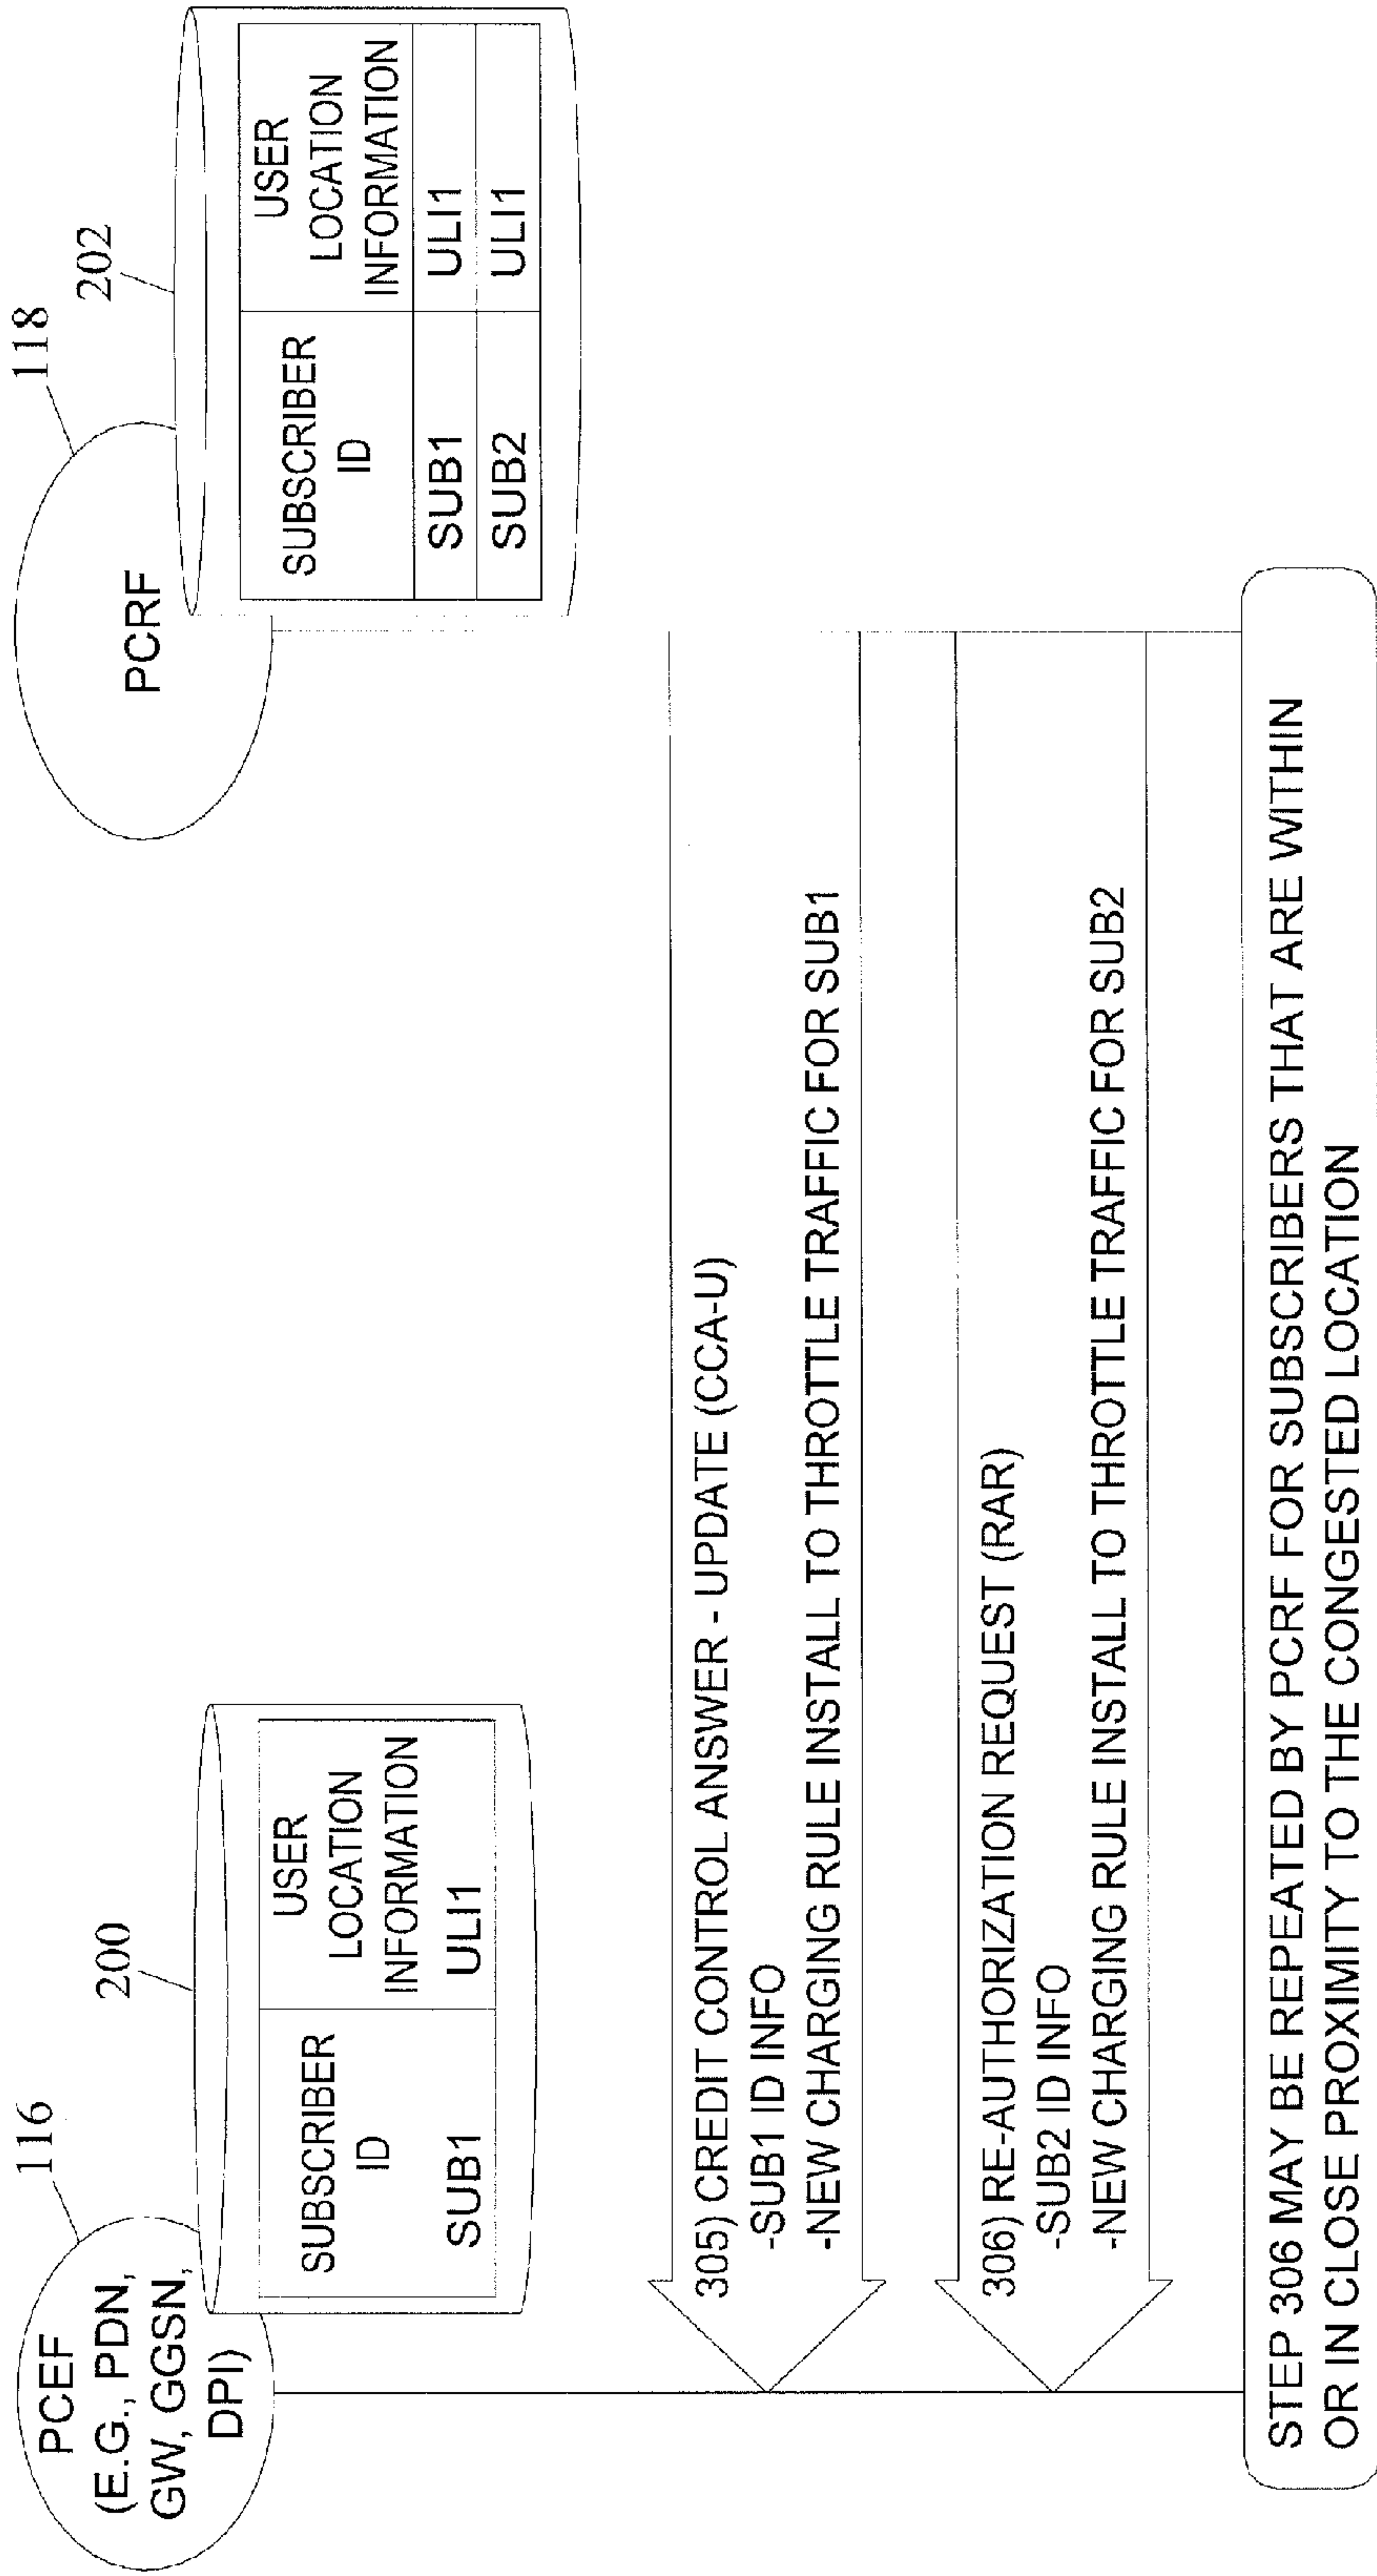 116
PCEF
(E.G., PDN,
GW, GGSN,
DPI)
200
SUBSCRIBER
ID
USER
LOCATION
INFORMATION
SUB1
ULI1
118
PCRF
202
SUBSCRIBER
ID
USER
LOCATION
INFORMATION
SUB1
ULI1
SUB2
ULI1
305) CREDIT CONTROL ANSWER - UPDATE (CCA-U)
-SUB1 ID INFO
-NEW CHARGING RULE INSTALL TO THROTTLE TRAFFIC FOR SUB1
306) RE-AUTHORIZATION REQUEST (RAR)
-SUB2 ID INFO
-NEW CHARGING RULE INSTALL TO THROTTLE TRAFFIC FOR SUB2
STEP 306 MAY BE REPEATED BY PCRF FOR SUBSCRIBERS THAT ARE WITHIN
OR IN CLOSE PROXIMITY TO THE CONGESTED LOCATION